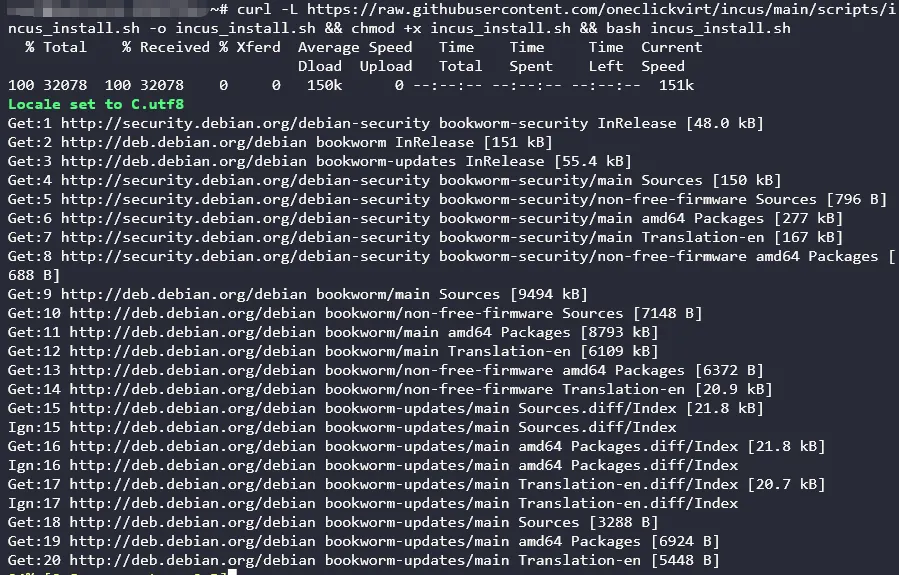 ~# curl -L https://raw.githubusercontent.com/oneclickvirt/incus/main/scripts/i
ncus_install.sh -o incus_install.sh && chmod +x incus_install.sh && bash incus_install.sh
% Total % Received % Xferd Average Speed Time Time Time Current
Dload Upload Total Spent Left Speed
100 32078 100 32078 0 0 150k 0 --:--:-- --:--:-- --:--:-- 151k
Locale set to C.utf8
Get:1 http://security.debian.org/debian-security bookworm-security InRelease [48.0 kB]
Get:2 http://deb.debian.org/debian bookworm InRelease [151 kB]
Get:3 http://deb.debian.org/debian bookworm-updates InRelease [55.4 kB]
Get:4 http://security.debian.org/debian-security bookworm-security/main Sources [150 kB]
Get:5 http://security.debian.org/debian-security bookworm-security/non-free-firmware Sources [796 B]
Get:6 http://security.debian.org/debian-security bookworm-security/main amd64 Packages [277 kB]
Get:7 http://security.debian.org/debian-security bookworm-security/main Translation-en [167 kB]
Get:8 http://security.debian.org/debian-security bookworm-security/non-free-firmware amd64 Packages [
688 B]
Get:9 http://deb.debian.org/debian bookworm/main Sources [9494 kB]
Get:10 http://deb.debian.org/debian bookworm/non-free-firmware Sources [7148 B]
Get:11 http://deb.debian.org/debian bookworm/main amd64 Packages [8793 kB]
Get:12 http://deb.debian.org/debian bookworm/main Translation-en [6109 kB]
Get:13 http://deb.debian.org/debian bookworm/non-free-firmware amd64 Packages [6372 B]
Get:14 http://deb.debian.org/debian bookworm/non-free-firmware Translation-en [20.9 kB]
Get:15 http://deb.debian.org/debian bookworm-updates/main Sources.diff/Index [21.8 kB]
Ign:15 http://deb.debian.org/debian bookworm-updates/main Sources.diff/Index
Get:16 http://deb.debian.org/debian bookworm-updates/main amd64 Packages.diff/Index [21.8 kB]
Ign:16 http://deb.debian.org/debian bookworm-updates/main amd64 Packages.diff/Index
Get:17 http://deb.debian.org/debian bookworm-updates/main Translation-en.diff/Index [20.7 kB]
Ign:17 http://deb.debian.org/debian bookworm-updates/main Translation-en.diff/Index
Get:18 http://deb.debian.org/debian bookworm-updates/main Sources [3288 B]
Get:19 http://deb.debian.org/debian bookworm-updates/main amd64 Packages [6924 B]
Get:20 http://deb.debian.org/debian bookworm-updates/main Translation-en [5448 B]